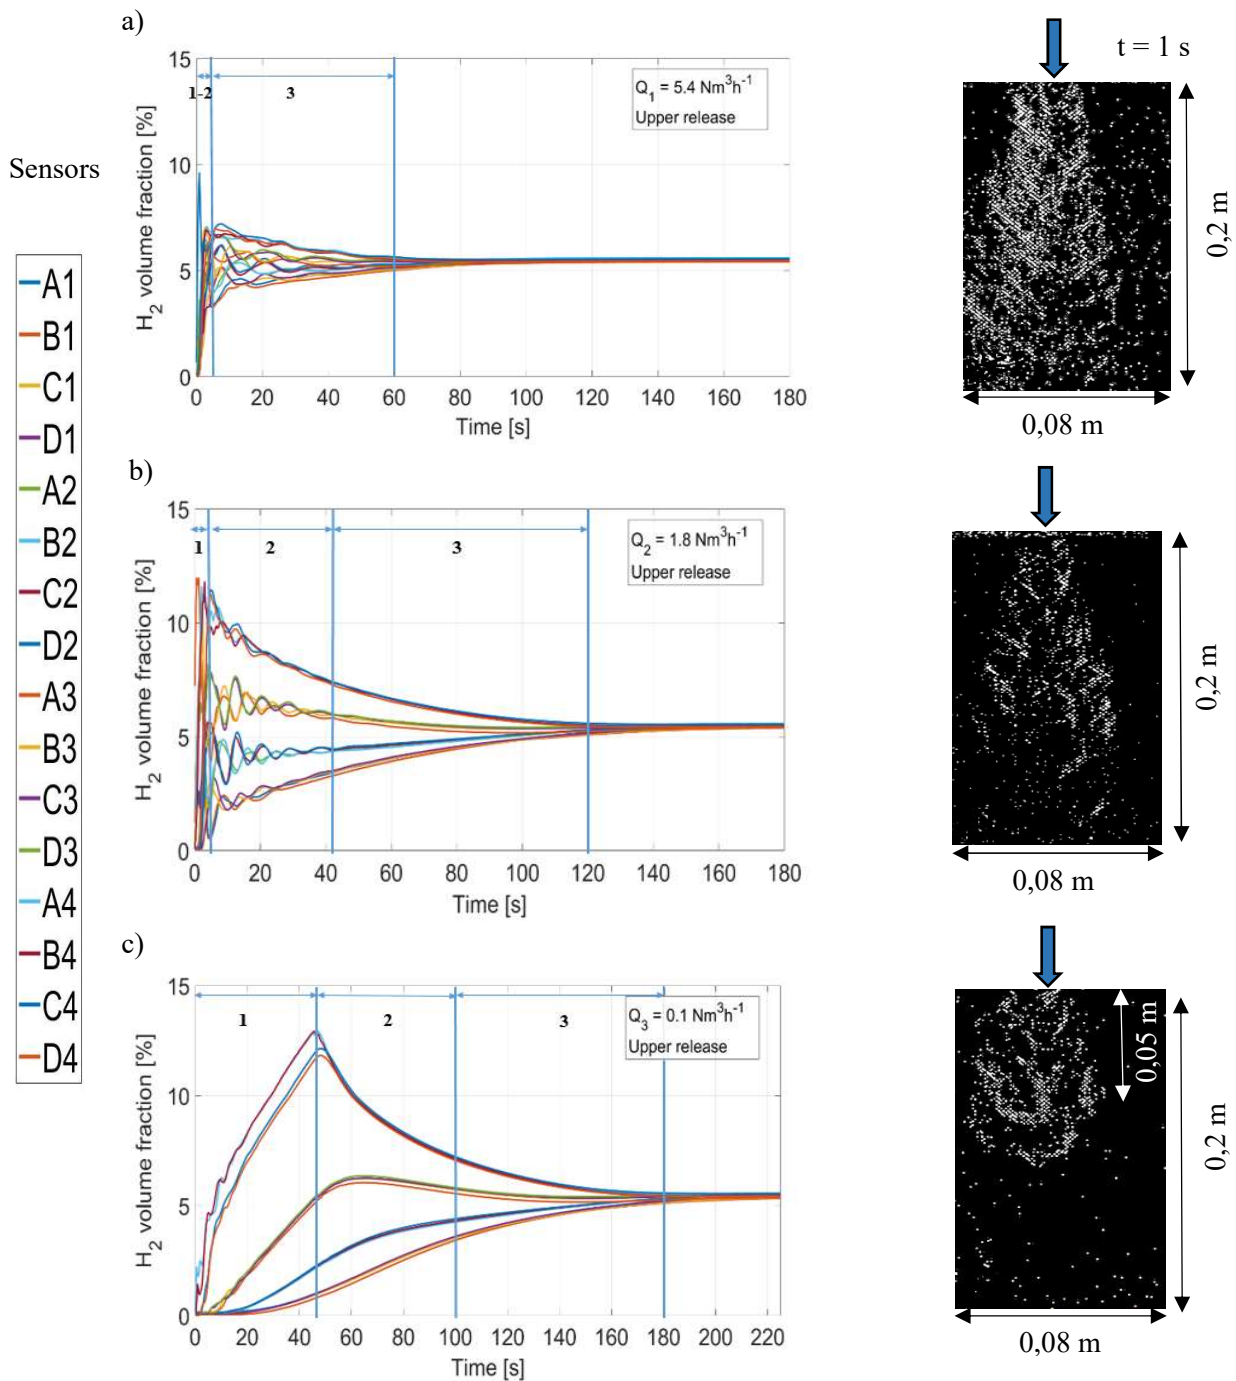 a)
t = 1 s
15
10
5
0
H2 volume fraction [%]
1-2
3
Q1 = 5.4 Nm³h⁻¹
Upper release
0 20 40 60 80 100 120 140 160 180
Time [s]
0,2 m
0,08 m
Sensors
A1
B1
C1
D1
A2
B2
C2
D2
A3
B3
C3
D3
A4
B4
C4
D4
b)
15
10
5
0
H2 volume fraction [%]
1
2
3
Q2 = 1.8 Nm³h⁻¹
Upper release
0 20 40 60 80 100 120 140 160 180
Time [s]
0,2 m
0,08 m
c)
15
10
5
0
H2 volume fraction [%]
1
2
3
Q3 = 0.1 Nm³h⁻¹
Upper release
0 20 40 60 80 100 120 140 160 180 200 220
Time [s]
0,05 m
0,2 m
0,08 m